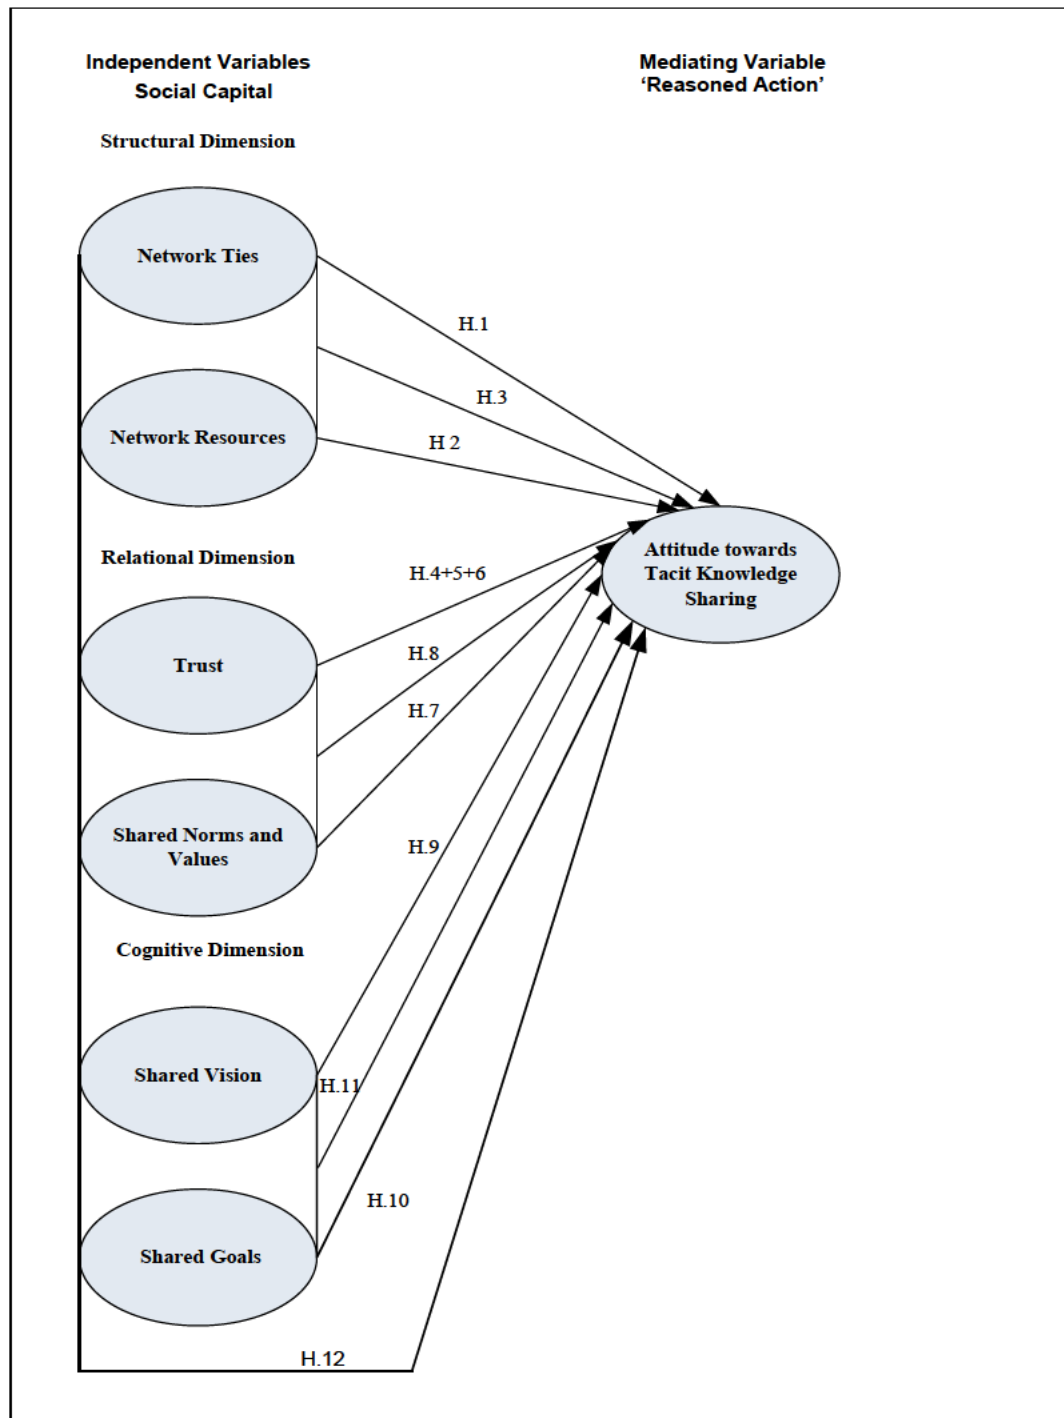 Independent Variables
Social Capital
Mediating Variable
‘Reasoned Action’
Structural Dimension
Network Ties
H.1
H.3
Network Resources
H 2
Attitude towards
Tacit Knowledge
Sharing
Relational Dimension
H.4+5+6
Trust
H.8
H.7
Shared Norms and
Values
H.9
Cognitive Dimension
Shared Vision
H.11
H.10
Shared Goals
H.12